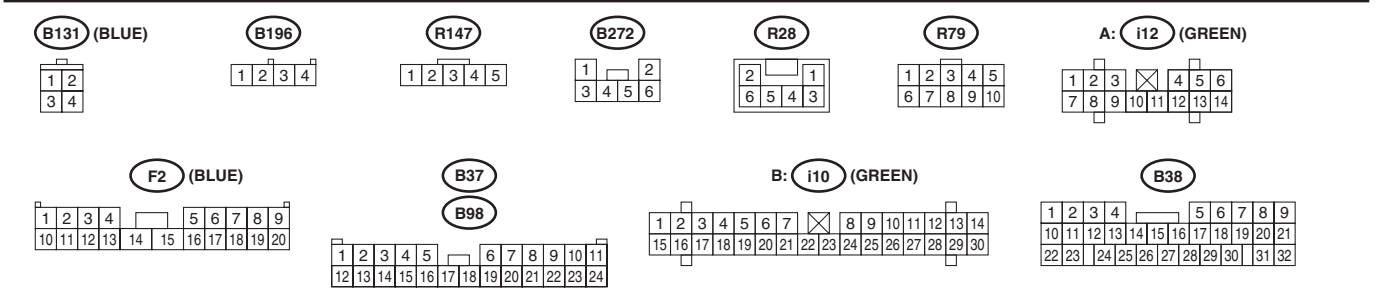 B131 (BLUE) B196 R147 B272 R28 R79 A: i12 (GREEN)
1 2 1 2 3 4 1 2 3 4 5 1 2 2 1 1 2 3 4 5 1 2 3 4 5 6
3 4 3 4 5 6 6 5 4 3 6 7 8 9 10 7 8 9 10 11 12 13 14
F2 (BLUE) B37 B: i10 (GREEN) B38
B98
1 2 3 4 5 6 7 8 9 1 2 3 4 5 6 7 8 9 10 11 12 13 14 1 2 3 4 5 6 7 8 9
10 11 12 13 14 15 16 17 18 19 20 15 16 17 18 19 20 21 22 23 24 25 26 27 28 29 30 10 11 12 13 14 15 16 17 18 19 20 21
1 2 3 4 5 6 7 8 9 10 11 22 23 24 25 26 27 28 29 30 31 32
12 13 14 15 16 17 18 19 20 21 22 23 24